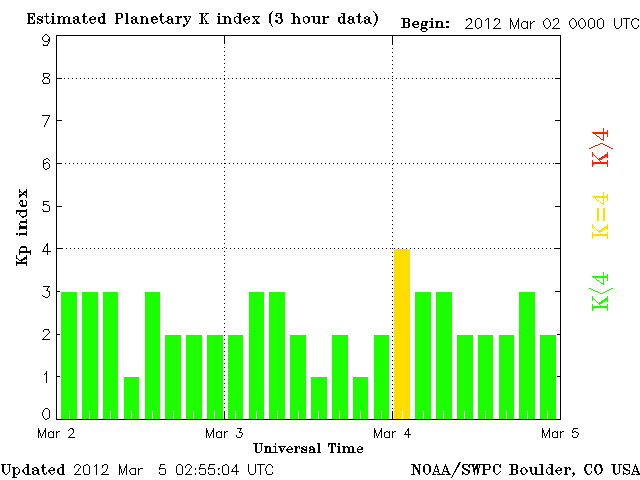 Estimated Planetary K index (3 hour data)
Begin: 2012 Mar 02 0000 UTC
9
8
7
6
5
4
3
2
1
0
Kp index
K>4
K=4
K<4
Mar 2
Mar 3
Mar 4
Mar 5
Universal Time
Updated 2012 Mar 5 02:55:04 UTC
NOAA/SWPC Boulder, CO USA